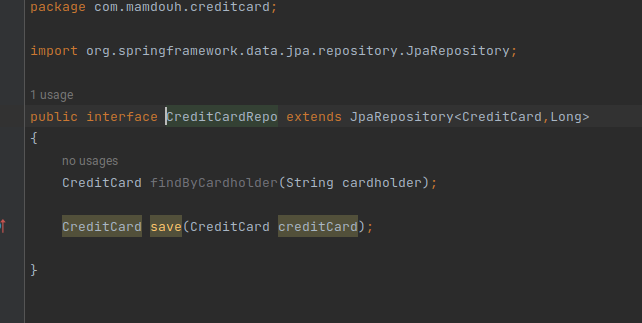 package com.mamdouh.creditcard;
import org.springframework.data.jpa.repository.JpaRepository;
1 usage
public interface CreditCardRepo extends JpaRepository<CreditCard,Long>
{
no usages
CreditCard findByCardholder(String cardholder);
CreditCard save(CreditCard creditCard);
}